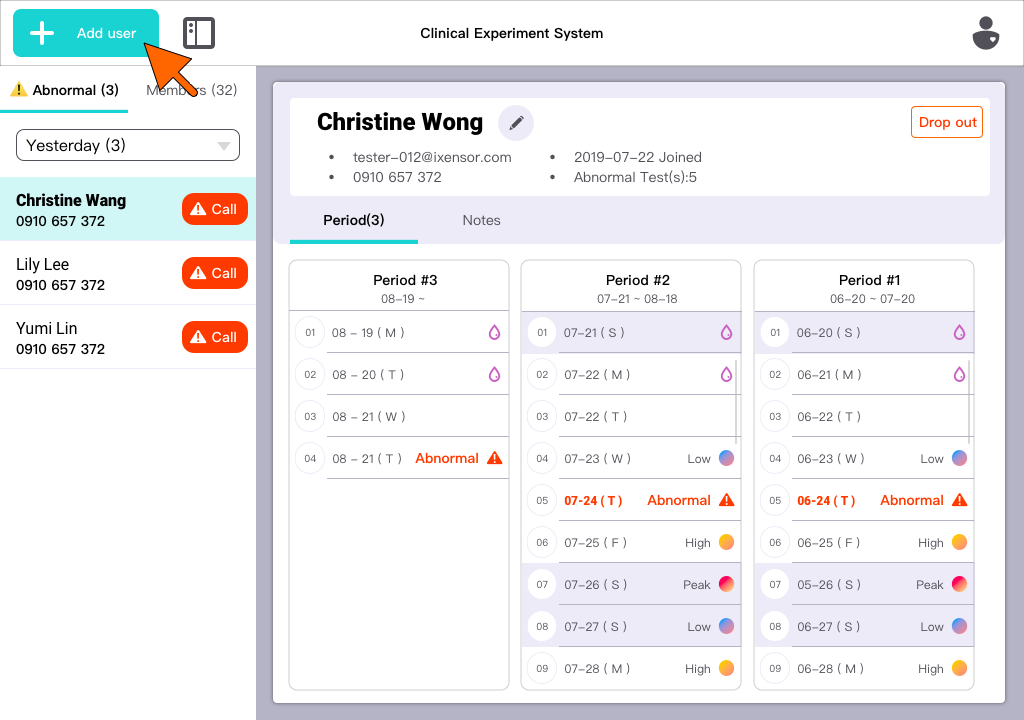 Add user
Clinical Experiment System
Abnormal (3)
Members (32)
Yesterday (3)
Christine Wang
0910 657 372
Call
Lily Lee
0910 657 372
Call
Yumi Lin
0910 657 372
Call
Christine Wong
Drop out
• tester-012@ixensor.com
• 2019-07-22 Joined
• 0910 657 372
• Abnormal Test(s):5
Period(3)
Notes
Period #3
08-19 ~
01 08 - 19 ( M )
02 08 - 20 ( T )
03 08 - 21 ( W )
04 08 - 21 ( T ) Abnormal
Period #2
07-21 ~ 08-18
01 07-21 ( S )
02 07-22 ( M )
03 07-22 ( T )
04 07-23 ( W ) Low
05 07-24 ( T ) Abnormal
06 07-25 ( F ) High
07 07-26 ( S ) Peak
08 07-27 ( S ) Low
09 07-28 ( M ) High
Period #1
06-20 ~ 07-20
01 06-20 ( S )
02 06-21 ( M )
03 06-22 ( T )
04 06-23 ( W ) Low
05 06-24 ( T ) Abnormal
06 06-25 ( F ) High
07 05-26 ( S ) Peak
08 06-27 ( S ) Low
09 06-28 ( M ) High